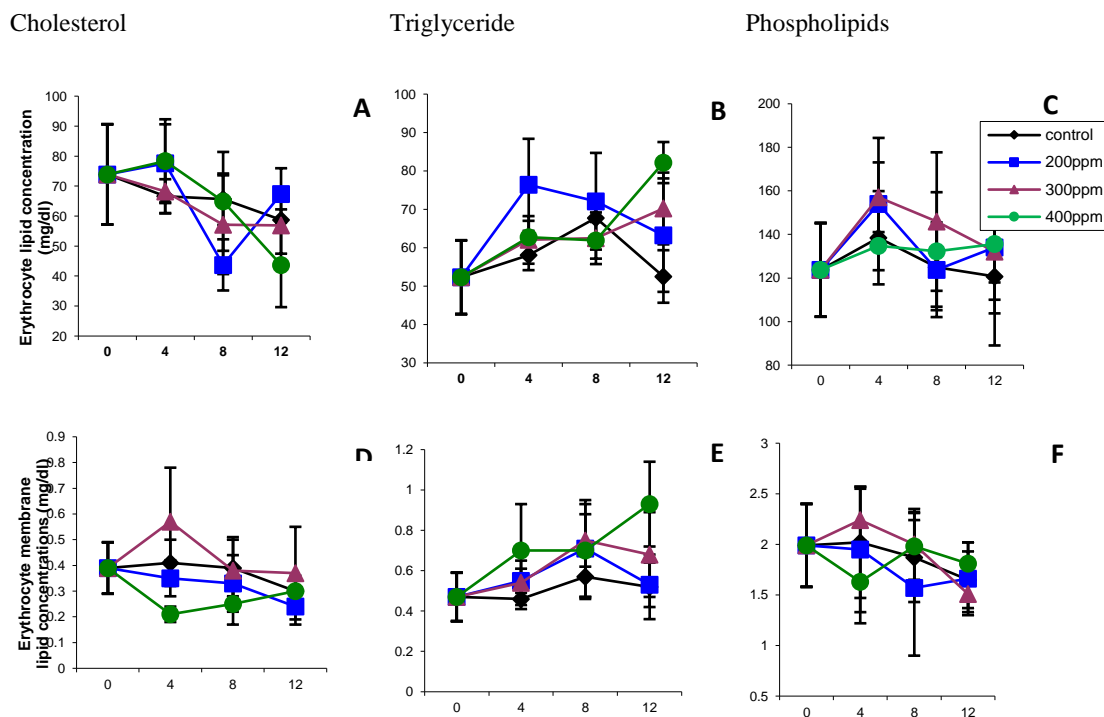 Cholesterol Triglyceride Phospholipids
Erythrocyte lipid concentration
(mg/dl)
100
90
80
70
60
50
40
30
20
0 4 8 12
A
100
90
80
70
60
50
40
30
0 4 8 12
B
200
180
160
140
120
100
80
0 4 8 12
C
control
200ppm
300ppm
400ppm
Erythrocyte membrane
lipid concentrations (mg/dl)
0.9
0.8
0.7
0.6
0.5
0.4
0.3
0.2
0.1
0
0 4 8 12
D
1.2
1
0.8
0.6
0.4
0.2
0
0 4 8 12
E
3
2.5
2
1.5
1
0.5
0 4 8 12
F